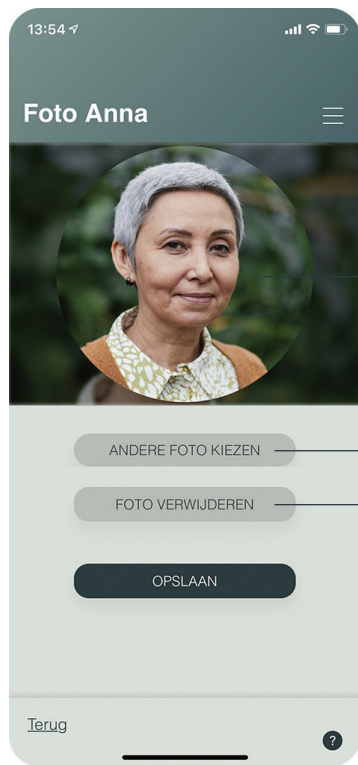 13:54
Foto Anna
ANDERE FOTO KIEZEN
FOTO VERWIJDEREN
OPSLAAN
Terug
?